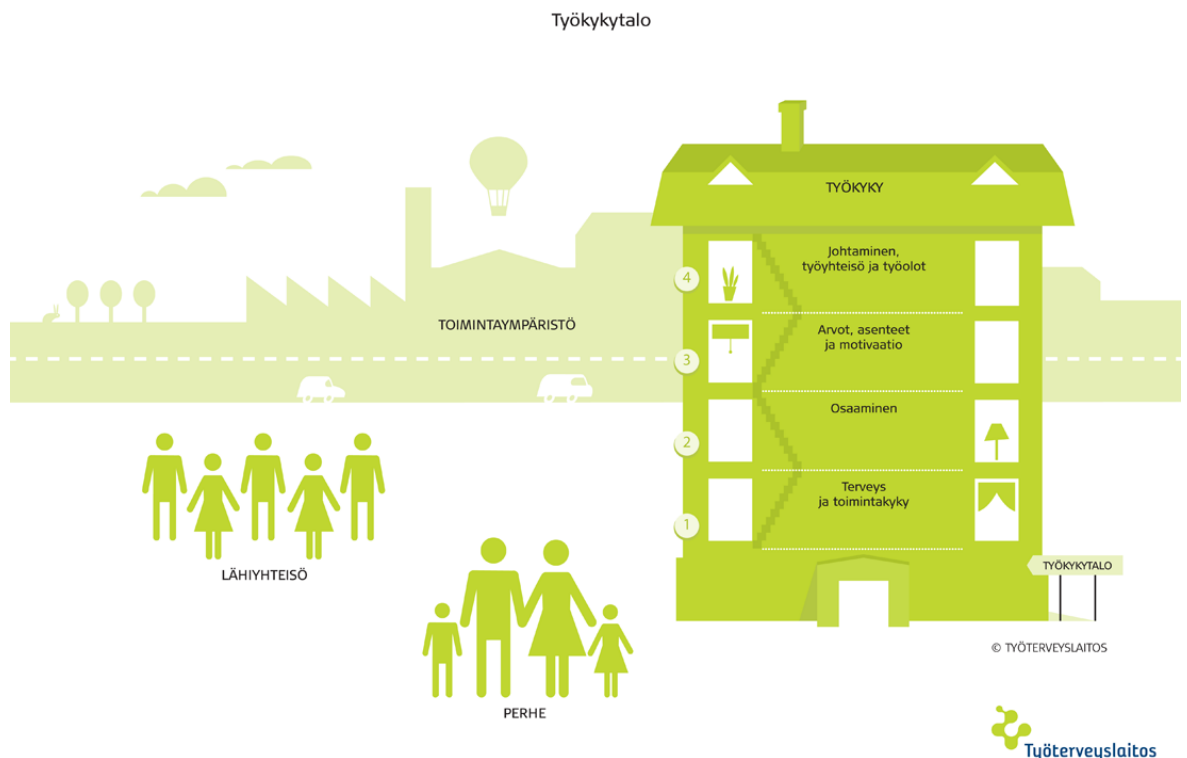 Työkykytalo
TYÖKYKY
4
Johtaminen,
työyhteisö ja työolot
TOIMINTAYMPÄRISTÖ
3
Arvot, asenteet
ja motivaatio
2
Osaaminen
1
Terveys
ja toimintakyky
LÄHIYHTEISÖ
TYÖKYKYTALO
PERHE
© TYÖTERVEYSLAITOS
Työterveyslaitos